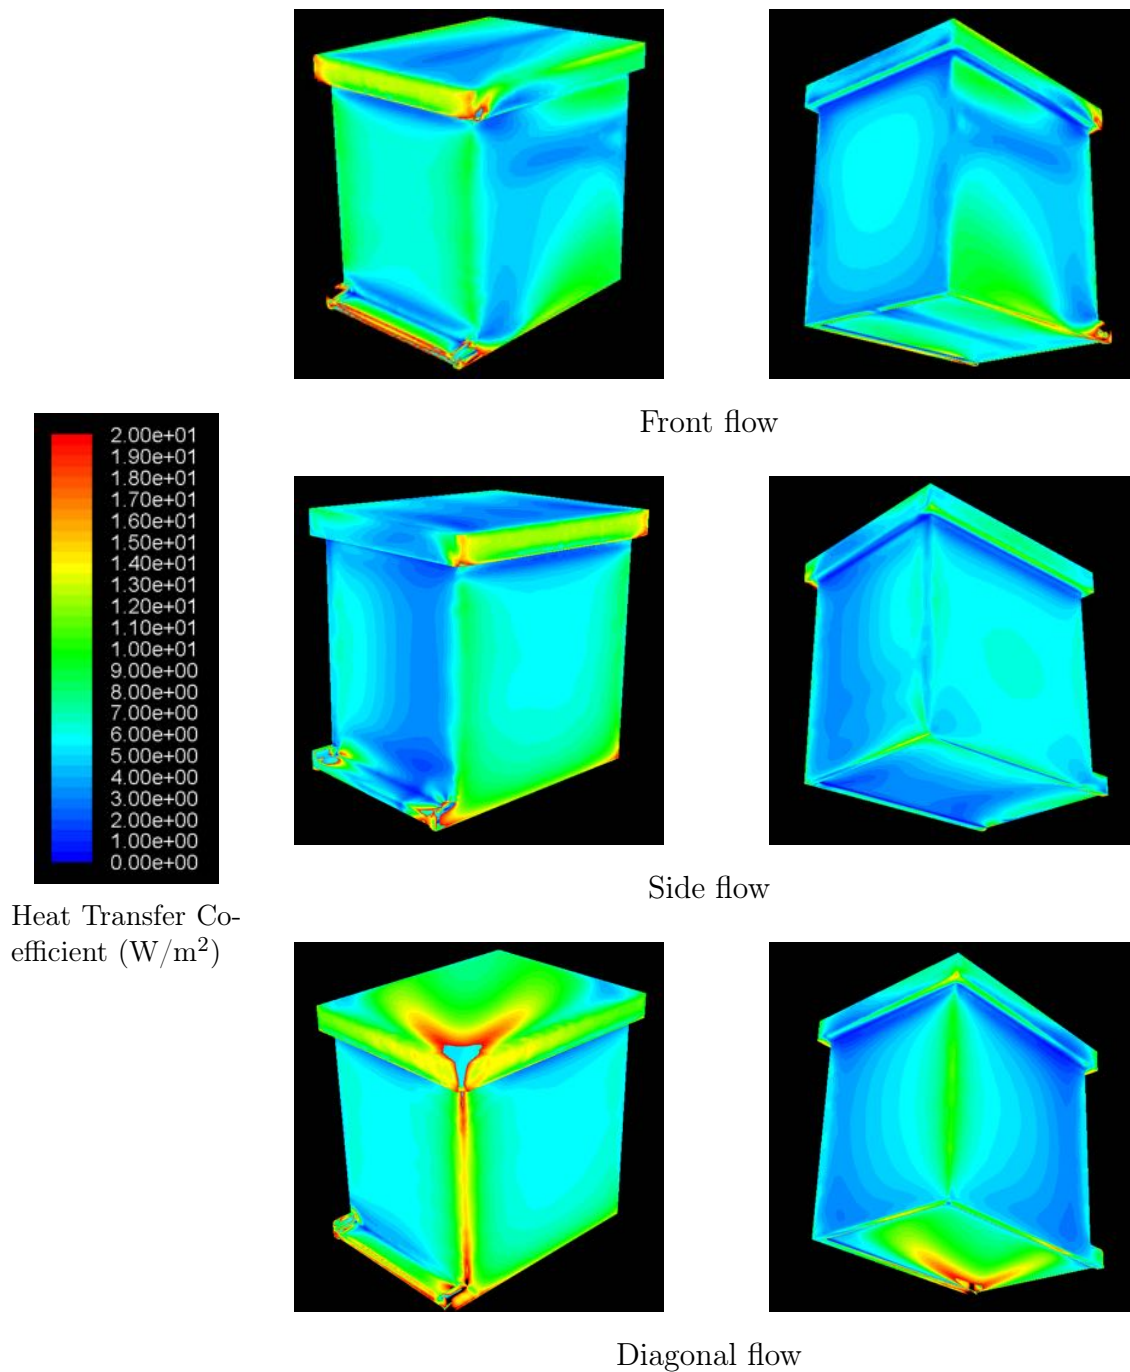 Front flow
2.00e+01
1.90e+01
1.80e+01
1.70e+01
1.60e+01
1.50e+01
1.40e+01
1.30e+01
1.20e+01
1.10e+01
1.00e+01
9.00e+00
8.00e+00
7.00e+00
6.00e+00
5.00e+00
4.00e+00
3.00e+00
2.00e+00
1.00e+00
0.00e+00
Heat Transfer Co-
efficient (W/m²)
Side flow
Diagonal flow